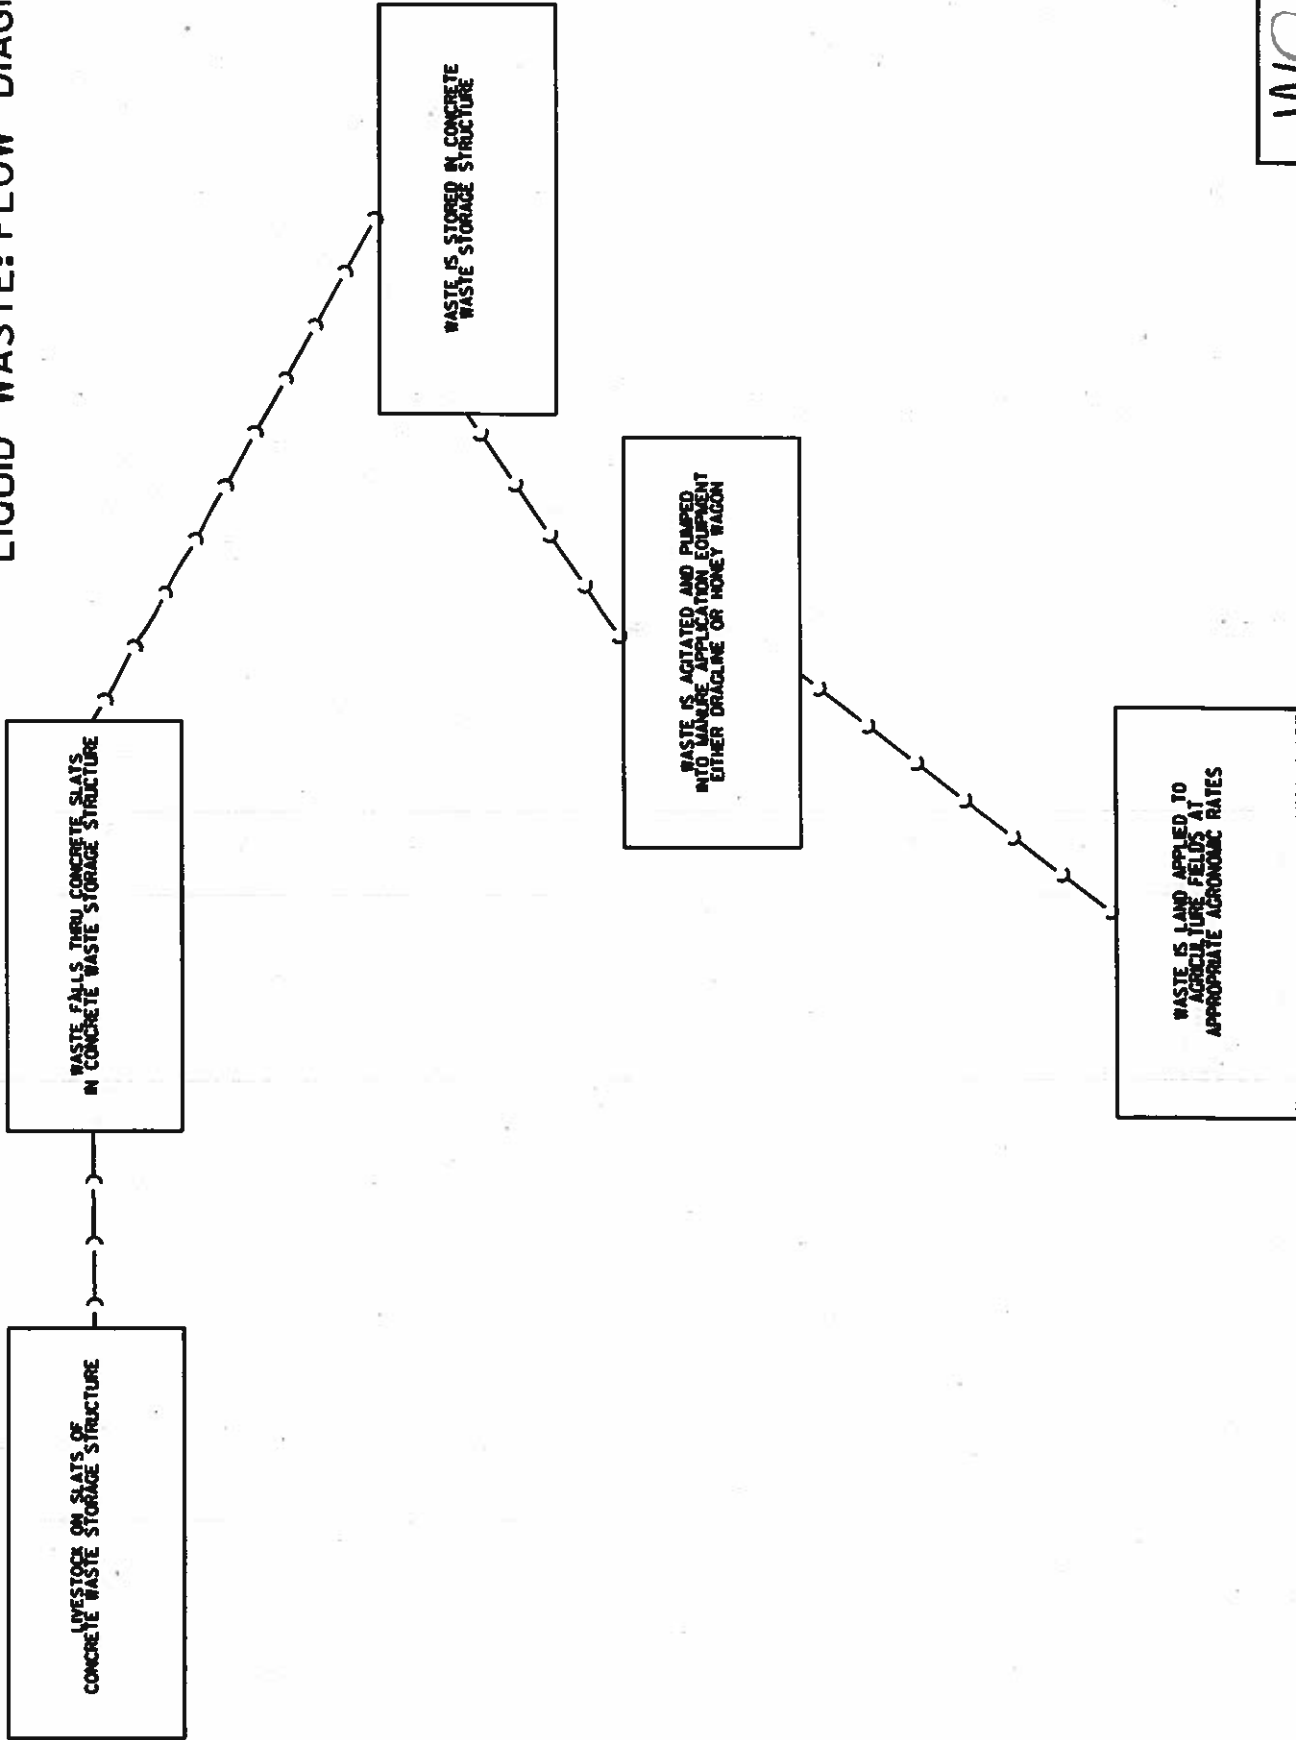 LIQUID WASTE: FLOW
LIVESTOCK ON SLATS OF
CONCRETE WASTE STORAGE STRUCTURE
WASTE FALLS THRU CONCRETE SLATS
IN CONCRETE WASTE STORAGE STRUCTURE
WASTE IS STORED IN CONCRETE
WASTE STORAGE STRUCTURE
WASTE IS AGITATED AND PUMPED
INTO MANURE APPLICATION EQUIPMENT
EITHER DRAGLINE OR HONEY WAGON
WASTE IS LAND APPLIED TO
AGRICULTURE FIELDS AT
APPROPRIATE AGRONOMIC RATES